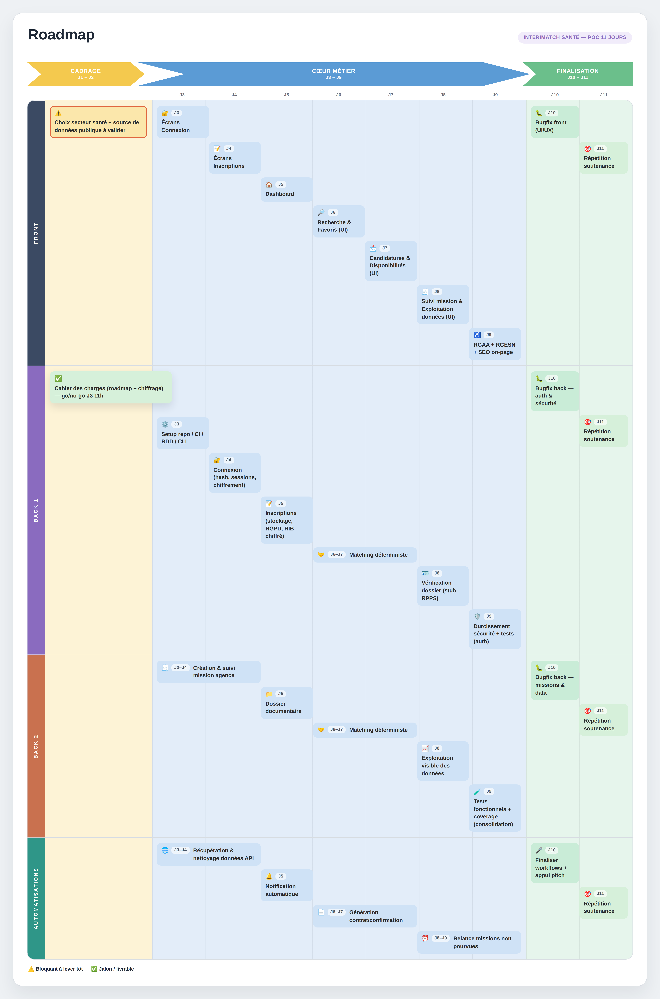 Roadmap
INTERIMATCH SANTÉ — POC 11 JOURS
CADRAGE
J1 – J2
CŒUR MÉTIER
J3 – J9
FINALISATION
J10 – J11
J3 J4 J5 J6 J7 J8 J9 J10 J11
FRONT
⚠️
Choix secteur santé + source de
données publique à valider
🔐 J3
Écrans
Connexion
📝 J4
Écrans
Inscriptions
🏠 J5
Dashboard
🔎 J6
Recherche &
Favoris (UI)
📩 J7
Candidatures &
Disponibilités
(UI)
🧾 J8
Suivi mission &
Exploitation
données (UI)
♿ J9
RGAA + RGESN
+ SEO on-page
🐛 J10
Bugfix front
(UI/UX)
🎯 J11
Répétition
soutenance
BACK 1
✅
Cahier des charges (roadmap + chiffrage)
— go/no-go J3 11h
⚙️ J3
Setup repo / CI /
BDD / CLI
🔐 J4
Connexion
(hash, sessions,
chiffrement)
📝 J5
Inscriptions
(stockage,
RGPD, RIB
chiffré)
🤝 J6–J7 Matching déterministe
🪪 J8
Vérification
dossier (stub
RPPS)
🛡️ J9
Durcissement
sécurité + tests
(auth)
🐛 J10
Bugfix back —
auth &
sécurité
🎯 J11
Répétition
soutenance
BACK 2
🧾 J3–J4 Création & suivi
mission agence
📁 J5
Dossier
documentaire
🤝 J6–J7 Matching déterministe
📈 J8
Exploitation
visible des
données
🧪 J9
Tests
fonctionnels +
coverage
(consolidation)
🐛 J10
Bugfix back —
missions &
data
🎯 J11
Répétition
soutenance
AUTOMATISATIONS
🌐 J3–J4 Récupération &
nettoyage données API
🔔 J5
Notification
automatique
📄 J6–J7 Génération
contrat/confirmation
⏰ J8–J9 Relance missions non
pourvues
🎤 J10
Finaliser
workflows +
appui pitch
🎯 J11
Répétition
soutenance
⚠️ Bloquant à lever tôt ✅ Jalon / livrable